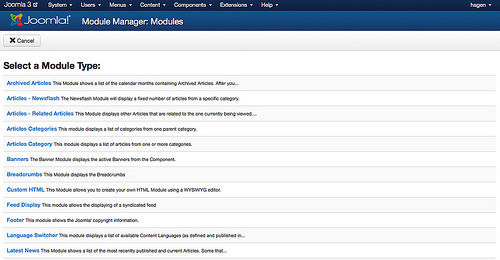 Joomla 3 System Users Menus Content Components Extensions Help hagen
Joomla! Module Manager: Modules
Cancel
Select a Module Type:
Archived Articles This Module shows a list of the calendar months containing Archived Articles. After you...
Articles - Newsflash The Newsflash Module will display a fixed number of articles from a specific category.
Articles - Related Articles This Module displays other Articles that are related to the one currently being viewed....
Articles Categories This module displays a list of categories from one parent category.
Articles Category This module displays a list of articles from one or more categories.
Banners The Banner Module displays the active Banners from the Component.
Breadcrumbs This Module displays the Breadcrumbs
Custom HTML This Module allows you to create your own HTML Module using a WYSIWYG editor.
Feed Display This module allows the displaying of a syndicated feed
Footer This module shows the Joomla! copyright information.
Language Switcher This module displays a list of available Content Languages (as defined and published in...
Latest News This Module shows a list of the most recently published and current Articles. Some that...